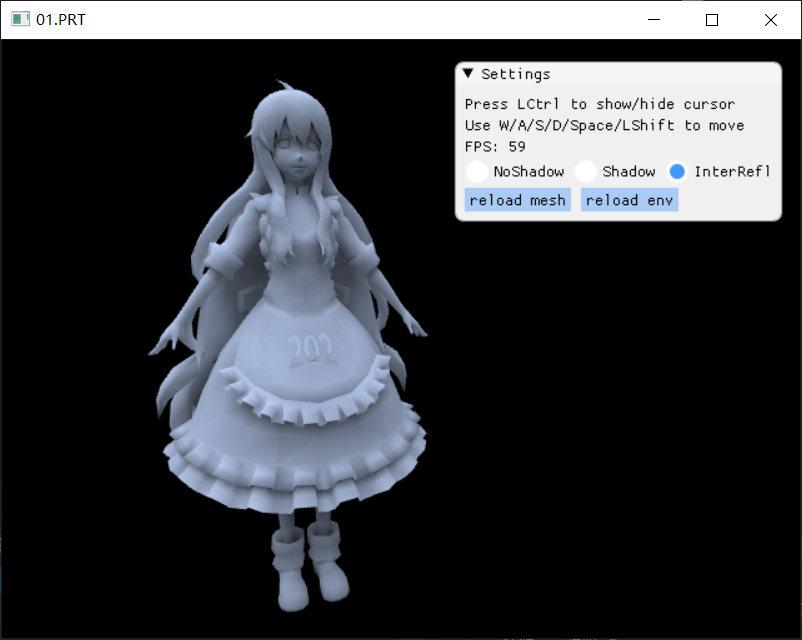 01.PRT
Settings
Press LCtrl to show/hide cursor
Use W/A/S/D/Space/LShift to move
FPS: 59
NoShadow Shadow InterRefl
reload mesh reload env
202